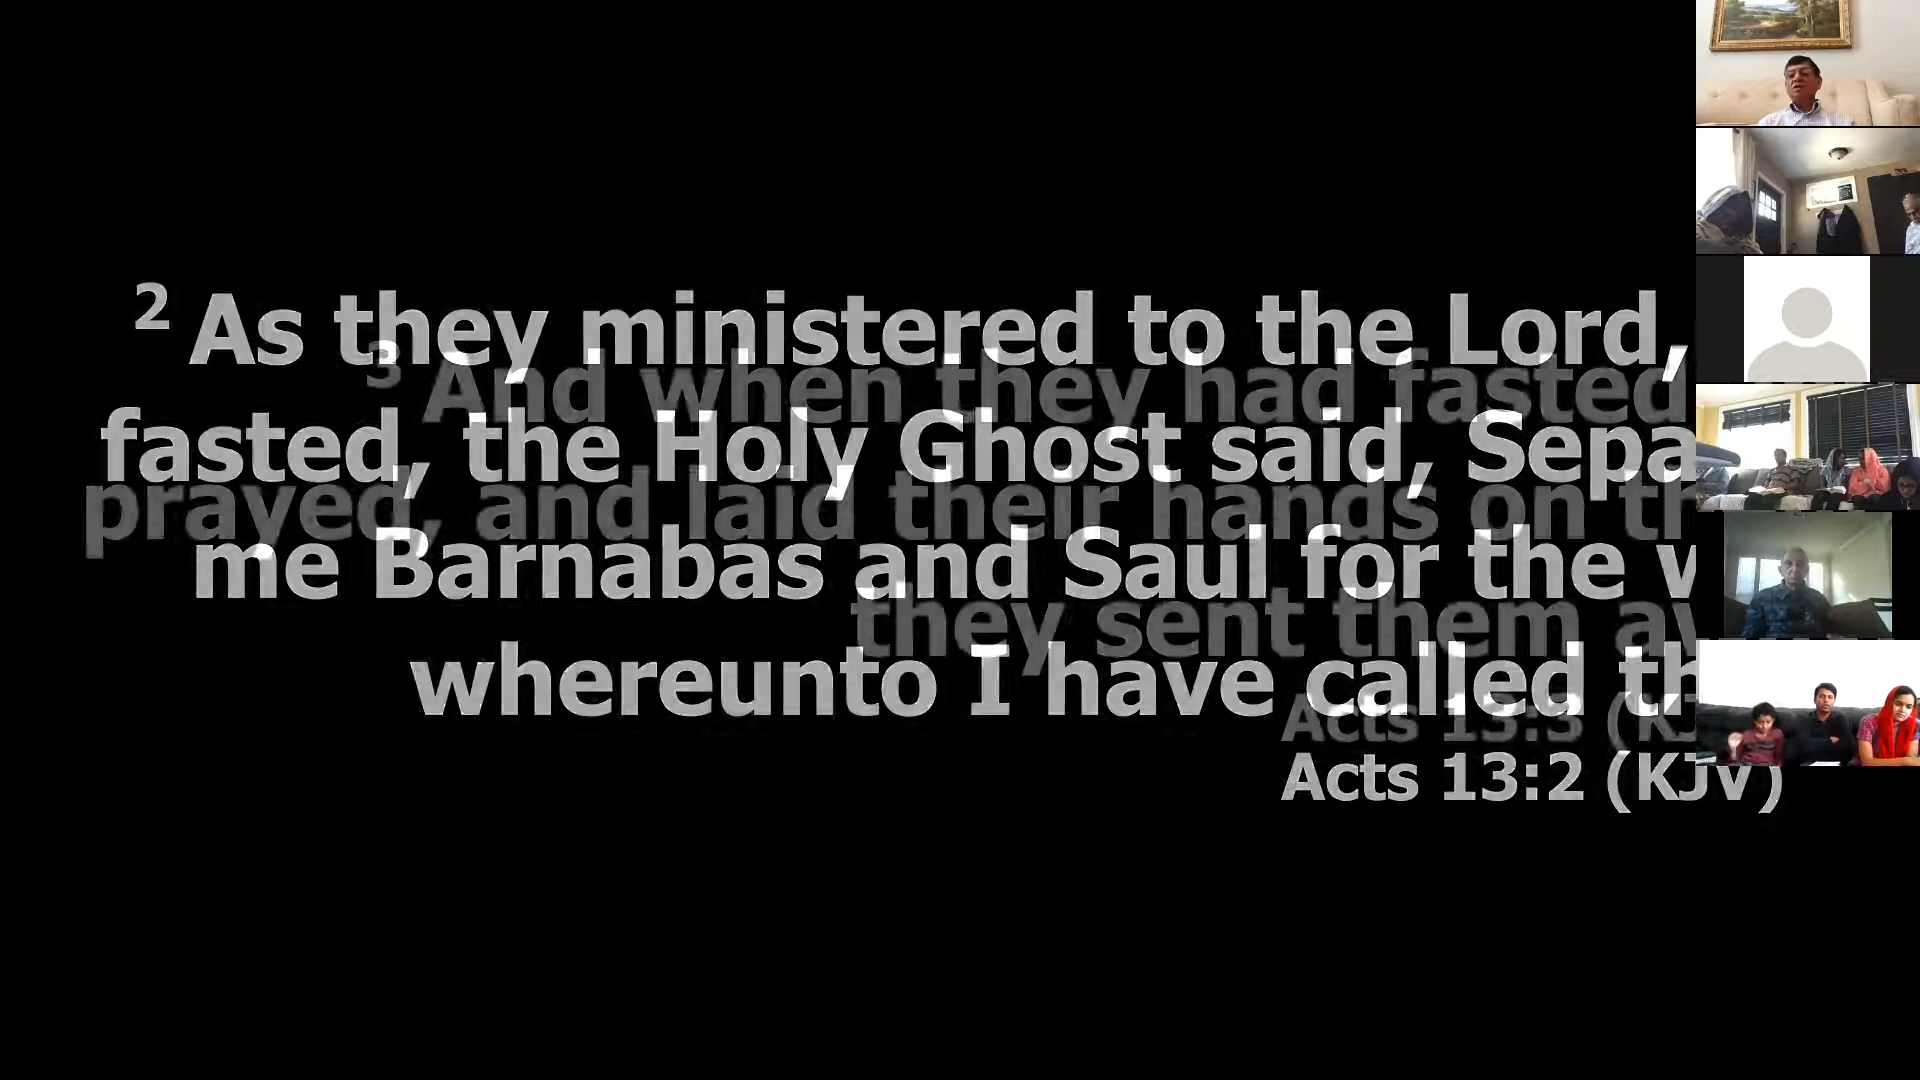 2 As they ministered to the Lord,
fasted, the Holy Ghost said, Sepa
me Barnabas and Saul for the w
whereunto I have called th
Acts 13:2 (KJV)
3 And when they had fasted
prayed, and laid their hands on th
they sent them aw
Acts 13:3 (KJ